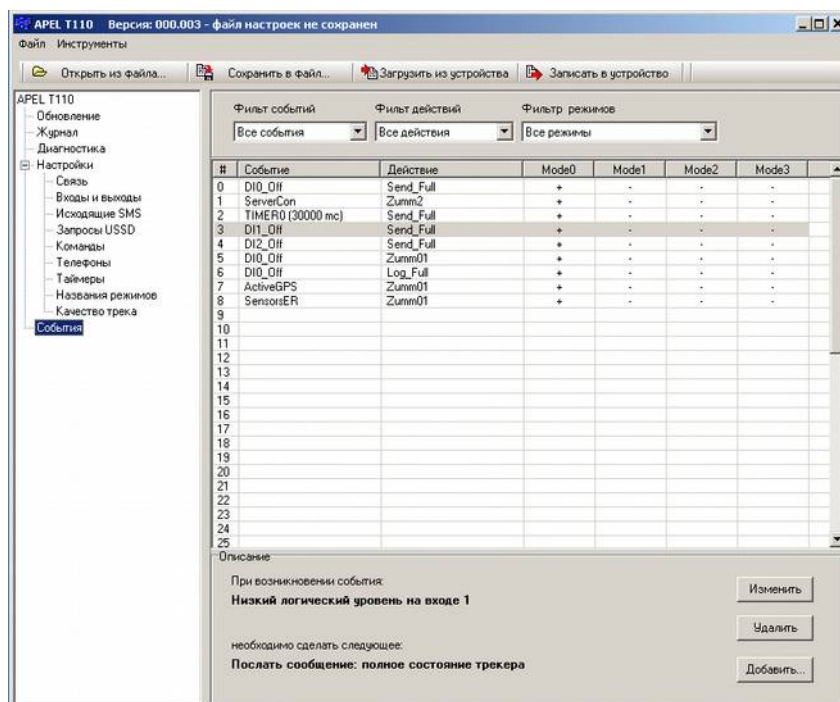 APEL T110 Версия: 000.003 - файл настроек не сохранен
Файл Инструменты
Открыть из файла... Сохранить в файл... Загрузить из устройства Записать в устройство
APEL T110
Обновление
Журнал
Диагностика
Настройки
Связь
Входы и выходы
Исходящие SMS
Запросы USSD
Команды
Телефоны
Таймеры
Названия режимов
Качество трека
События
Фильт событий Фильт действий Фильтр режимов
Все события Все действия Все режимы
# Событие Действие Mode0 Mode1 Mode2 Mode3
0 DI0_Off Send_Full + - - -
1 ServerCon Zumm2 + - - -
2 TIMER0 (30000 mc) Send_Full + - - -
3 DI1_Off Send_Full + - - -
4 DI2_Off Send_Full + - - -
5 DI0_Off Zumm01 + - - -
6 DI0_Off Log_Full + - - -
7 ActiveGPS Zumm01 + - - -
8 SensorsER Zumm01 + - - -
9
10
11
12
13
14
15
16
17
18
19
20
21
22
23
24
25
Описание
При возникновении события:
Низкий логический уровень на входе 1
необходимо сделать следующее:
Послать сообщение: полное состояние трекера
Изменить
Удалить
Добавить...